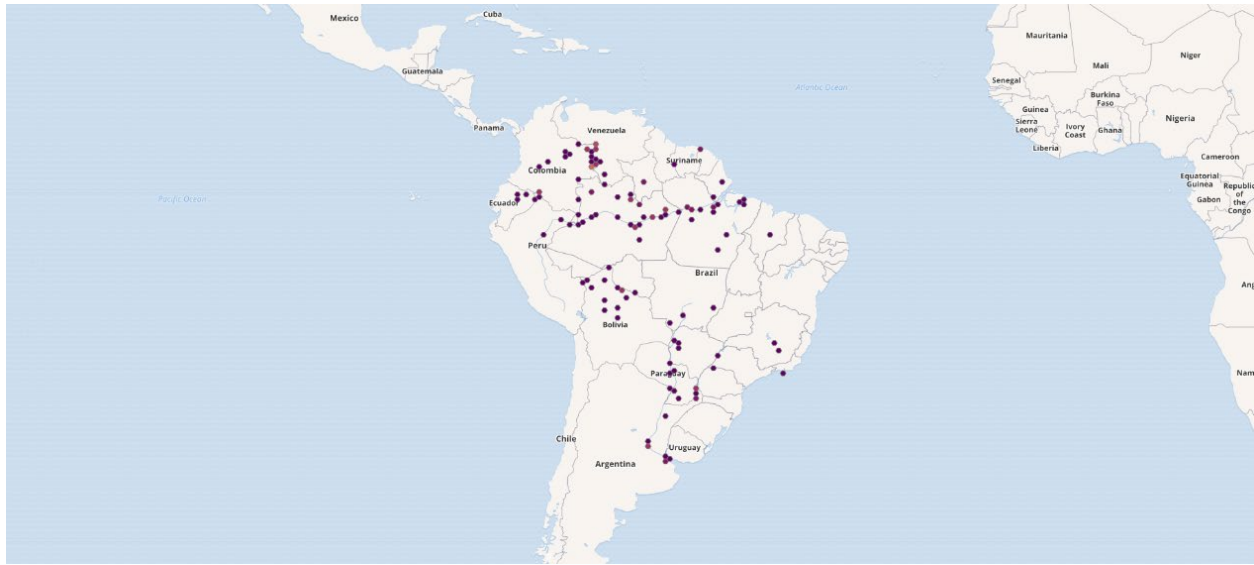 Cuba
Mexico
Mauritania
Niger
Mali
Guatemala
Senegal
Atlantic Ocean
Burkina
Faso
Guinea
Nigeria
Panama
Venezuela
Sierra
Leone
Ivory
Coast
Ghana
Liberia
Cameroon
Suriname
Colombia
Equatorial
Guinea
Republic
of the
Congo
Gabon
Pacific Ocean
Ecuador
Peru
Brazil
Ang
Bolivia
Paraguay
Nam
Chile
Uruguay
Argentina